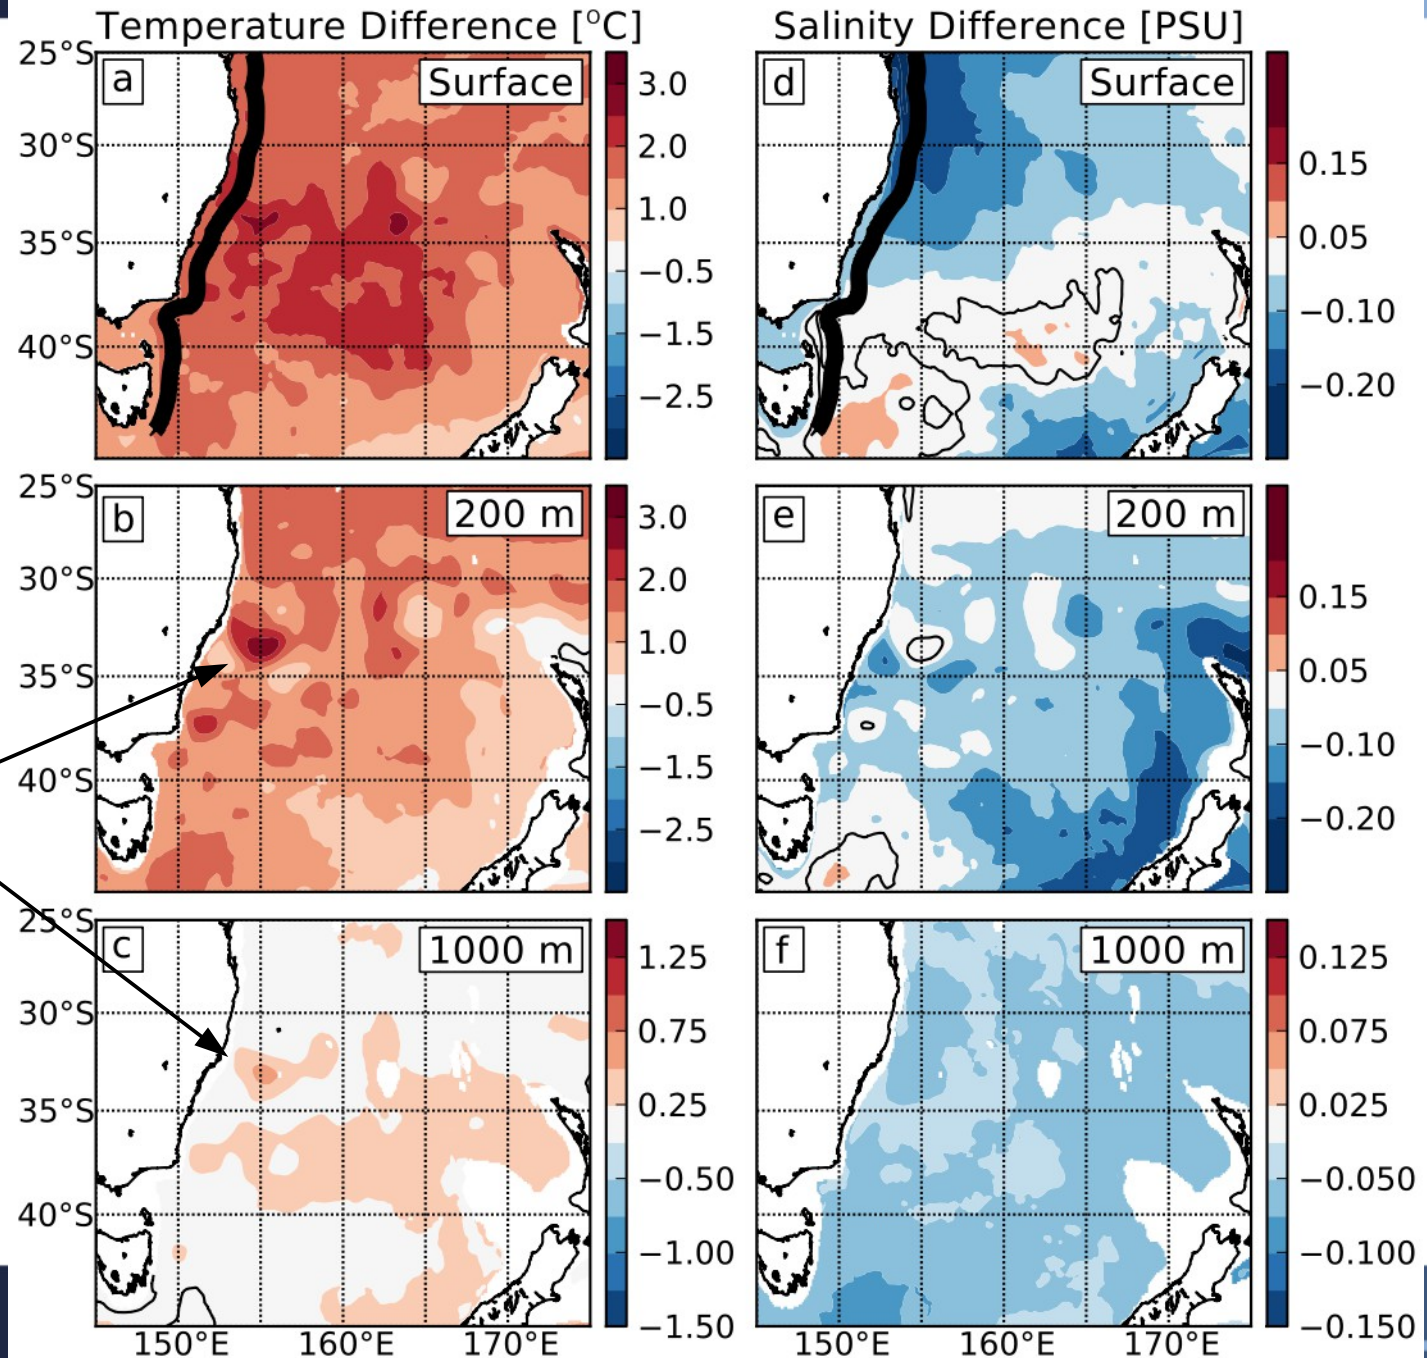 Temperature Difference [°C]
Salinity Difference [PSU]
25°S
30°S
35°S
40°S
a
Surface
3.0
2.0
1.0
−0.5
−1.5
−2.5
d
Surface
0.15
0.05
−0.10
−0.20
25°S
30°S
35°S
40°S
b
200 m
3.0
2.0
1.0
−0.5
−1.5
−2.5
e
200 m
0.15
0.05
−0.10
−0.20
25°S
30°S
35°S
40°S
c
1000 m
1.25
0.75
0.25
−0.50
−1.00
−1.50
f
1000 m
0.125
0.075
0.025
−0.050
−0.100
−0.150
150°E
160°E
170°E
150°E
160°E
170°E